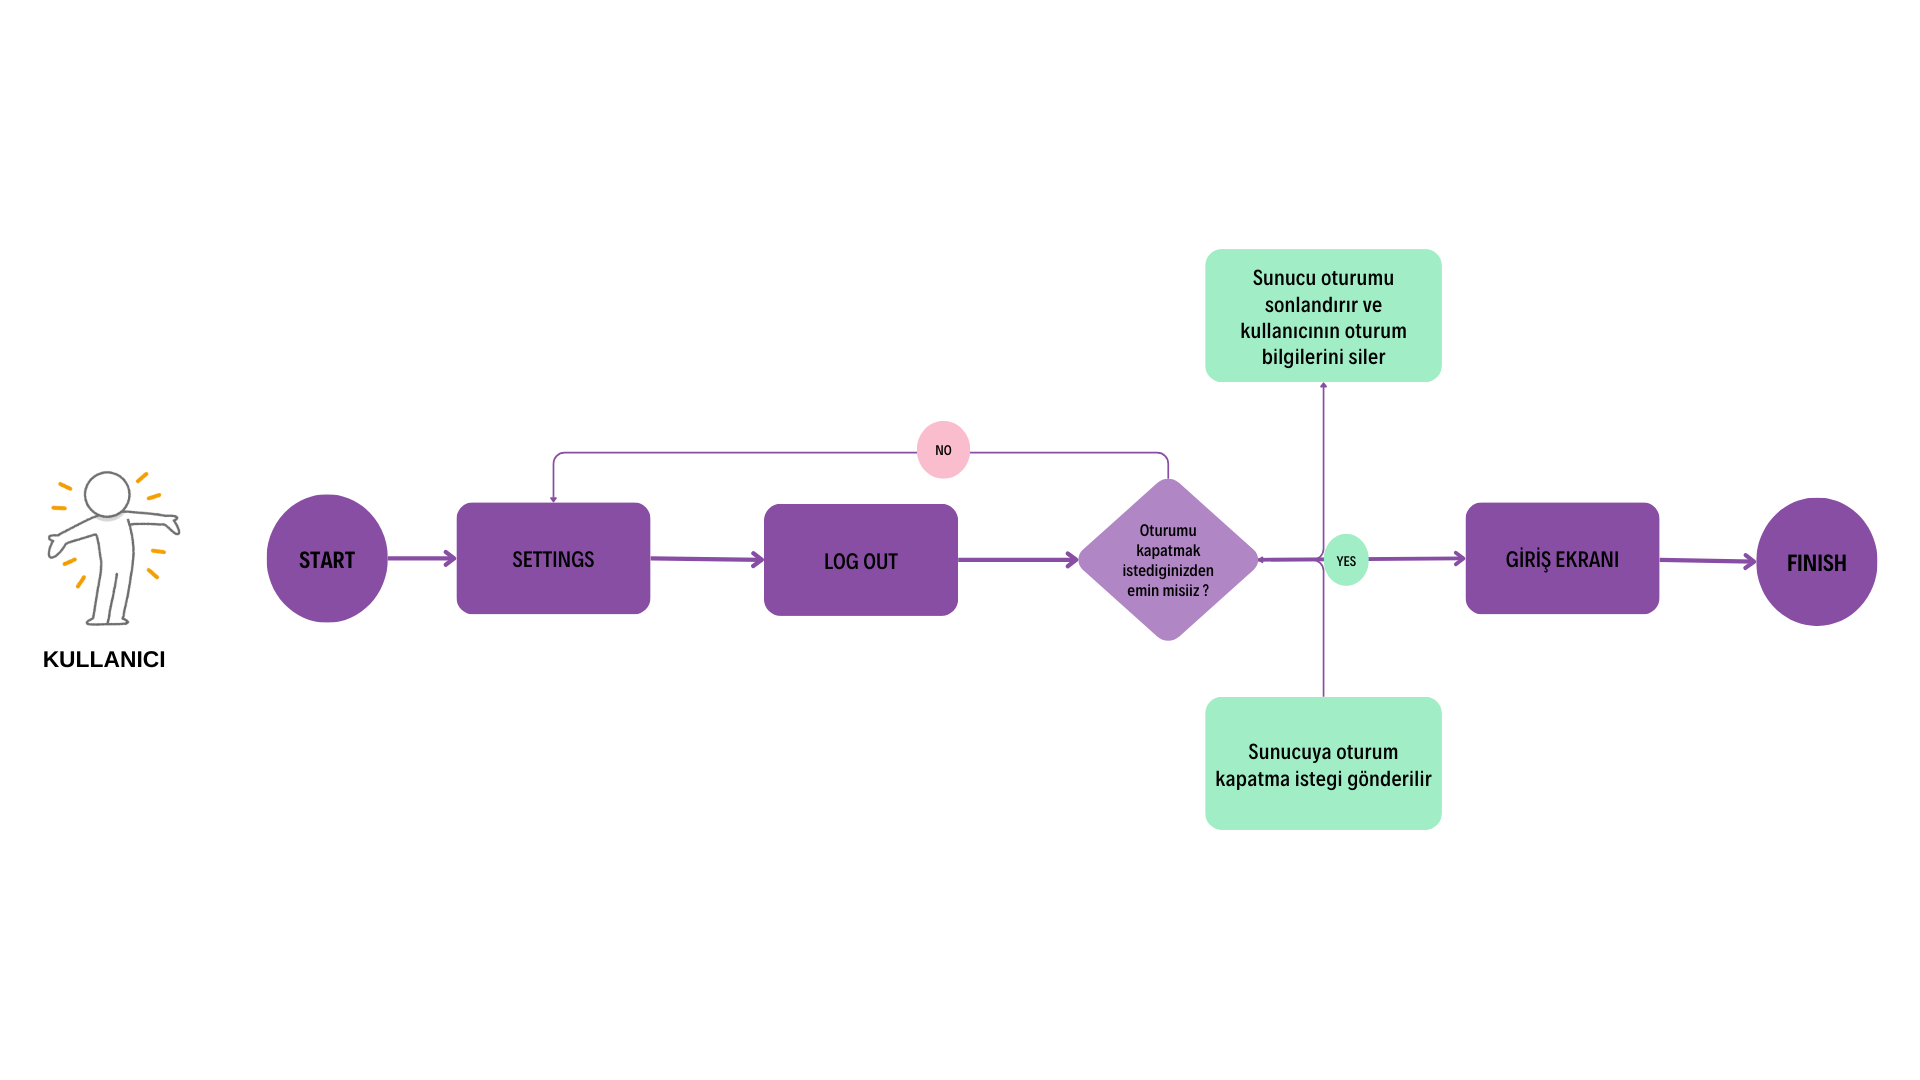 KULLANICI
START
SETTINGS
LOG OUT
NO
Oturumu
kapatmak
istediginizden
emin misiiz ?
Sunucu oturumu
sonlandırır ve
kullanıcının oturum
bilgilerini siler
YES
Sunucuya oturum
kapatma istegi gönderilir
GİRİŞ EKRANI
FINISH